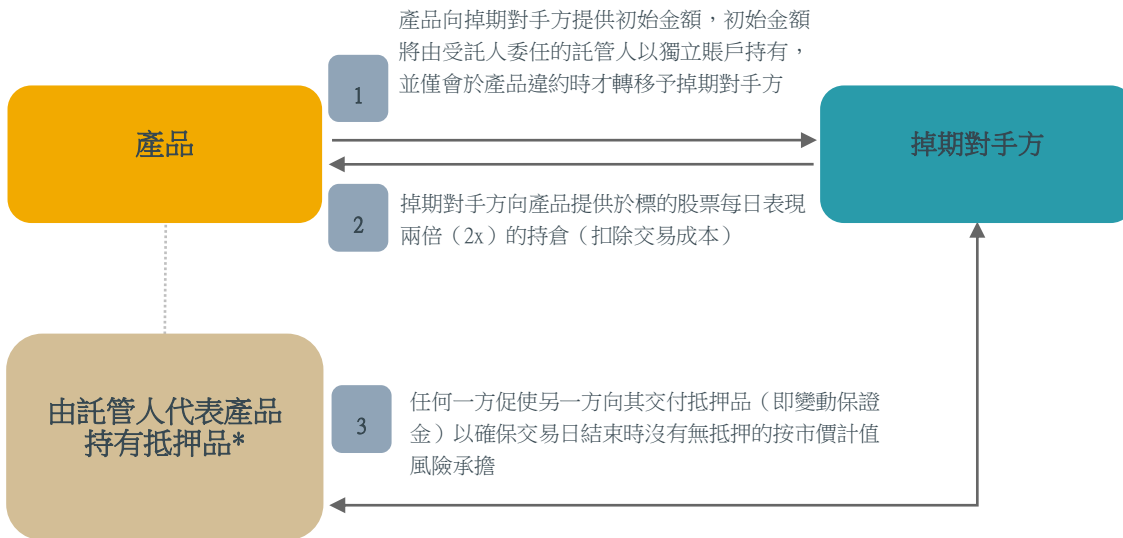 產品向掉期對手方提供初始金額，初始金額
將由受託人委任的託管人以獨立賬戶持有，
並僅會於產品違約時才轉移予掉期對手方
1
產品
掉期對手方
2
掉期對手方向產品提供於標的股票每日表現
兩倍（2x）的持倉（扣除交易成本）
由託管人代表產品
持有抵押品*
3
任何一方促使另一方向其交付抵押品（即變動保證
金）以確保交易日結束時沒有無抵押的按市價計值
風險承擔